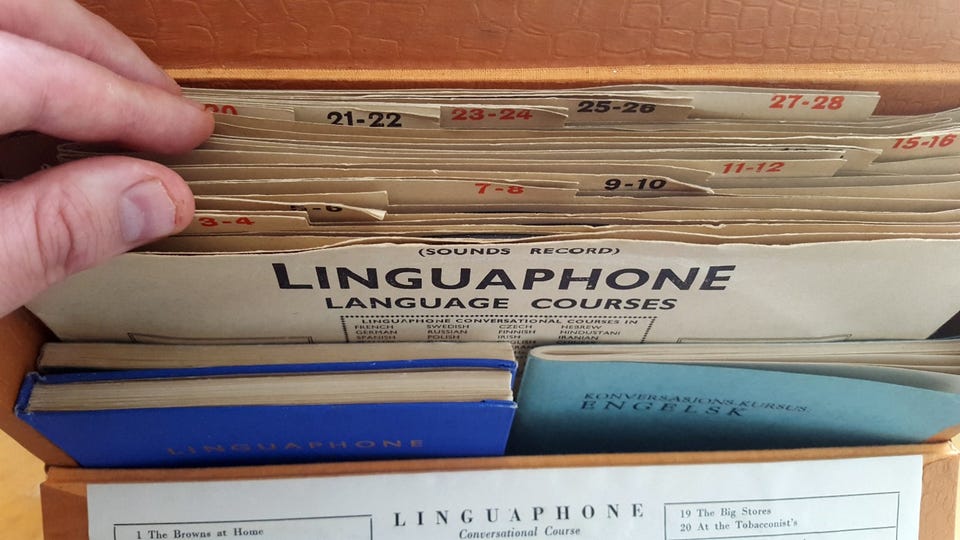 27-28
25-26
23-24
21-22
15-16
11-12
9-10
7-8
5-6
3-4
(SOUNDS RECORD)
LINGUAPHONE
LANGUAGE COURSES
LINGUAPHONE CONVERSATIONAL COURSES IN
FRENCH SWEDISH CZECH HEBREW
GERMAN RUSSIAN FINNISH HINDUSTANI
SPANISH POLISH IRISH IRANIAN
LINGUAPHONE
KONVERSASJONS-KURSUS
ENGELSK
LINGUAPHONE
Conversational Course
1 The Browns at Home
19 The Big Stores
20 At the Tobacconist's